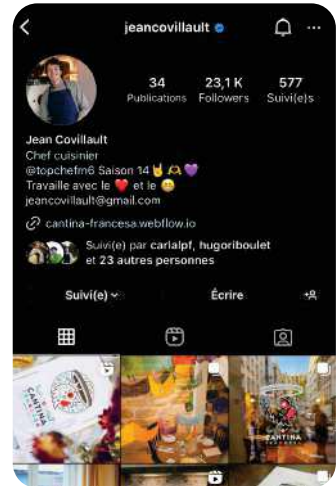 jeancovillault
34 23,1 K 577
Publications Followers Suivi(e)s
Jean Covillault
Chef cuisinier
@topchefm6 Saison 14 🤘 🫶 💜
Travaille avec le ❤️ et le 😄
jeancovillault@gmail.com
cantina-francesa.webflow.io
Suivi(e) par carlalpf, hugoriboulet
et 23 autres personnes
Suivi(e) Écrire
CANTINA
CANTINA